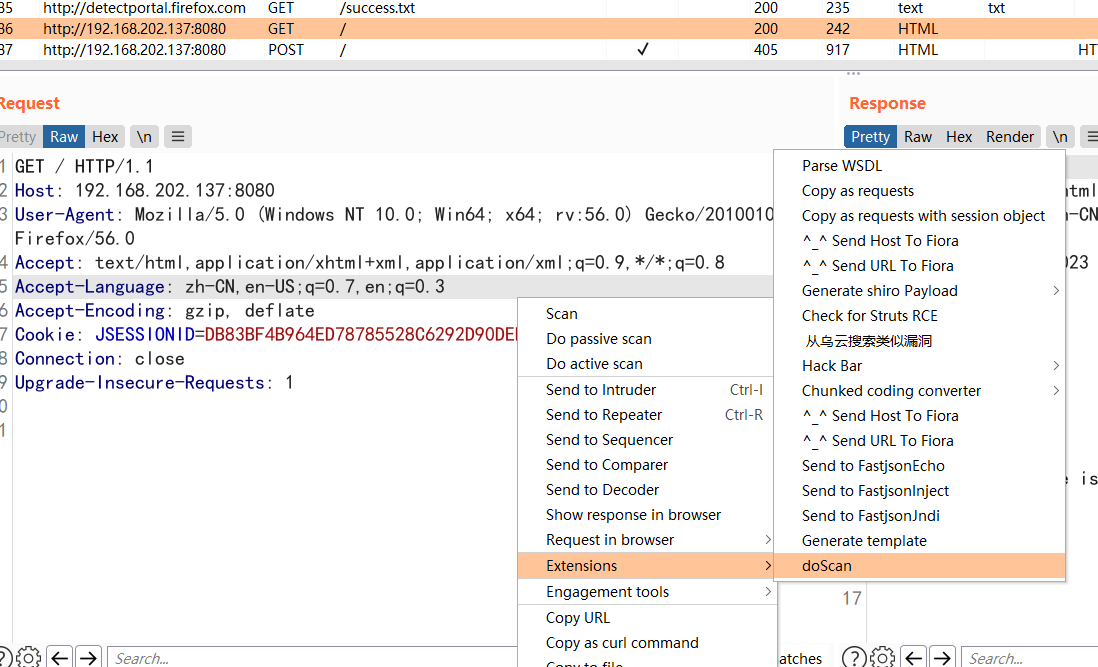 85 http://detectportal.firefox.com GET /success.txt 200 235 text txt
86 http://192.168.202.137:8080 GET / 200 242 HTML
87 http://192.168.202.137:8080 POST / ✓ 405 917 HTML HT
Request
Response
Pretty Raw Hex \n
Pretty Raw Hex Render \n
1 GET / HTTP/1.1
2 Host: 192.168.202.137:8080
3 User-Agent: Mozilla/5.0 (Windows NT 10.0; Win64; x64; rv:56.0) Gecko/2010010
Firefox/56.0
4 Accept: text/html,application/xhtml+xml,application/xml;q=0.9,*/*;q=0.8
5 Accept-Language: zh-CN,en-US;q=0.7,en;q=0.3
6 Accept-Encoding: gzip, deflate
7 Cookie: JSESSIONID=DB83BF4B964ED78785528C6292D90DE
8 Connection: close
9 Upgrade-Insecure-Requests: 1
0
1
Scan
Do passive scan
Do active scan
Send to Intruder Ctrl-I
Send to Repeater Ctrl-R
Send to Sequencer
Send to Comparer
Send to Decoder
Show response in browser
Request in browser
Extensions
Engagement tools
Copy URL
Copy as curl command
Copy to file
Parse WSDL
Copy as requests
Copy as requests with session object
^_^ Send Host To Fiora
^_^ Send URL To Fiora
Generate shiro Payload
Check for Struts RCE
从乌云搜索类似漏洞
Hack Bar
Chunked coding converter
^_^ Send Host To Fiora
^_^ Send URL To Fiora
Send to FastjsonEcho
Send to FastjsonInject
Send to FastjsonJndi
Generate template
doScan
html
-CN
023
is
17
Search...
atches
Search...